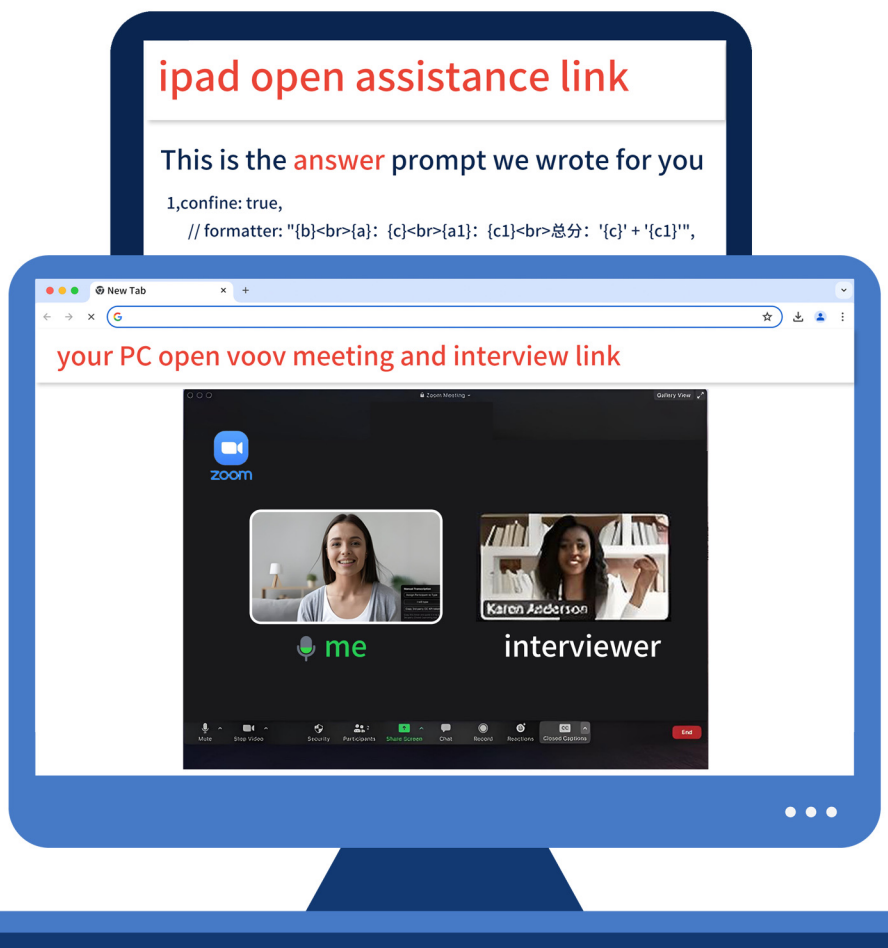 ipad open assistance link
This is the answer prompt we wrote for you
1,confine: true,
// formatter: "{b}<br>{a}：{c}<br>{a1}：{c1}<br>总分：'{c}' + '{c1}'",
New Tab
G
your PC open voov meeting and interview link
Zoom Meeting
Gallery View
zoom
Karen Anderson
me
interviewer
Mute
Stop Video
Security
Participants
2
Share Screen
Chat
Record
Reactions
CC
Closed Captions
End